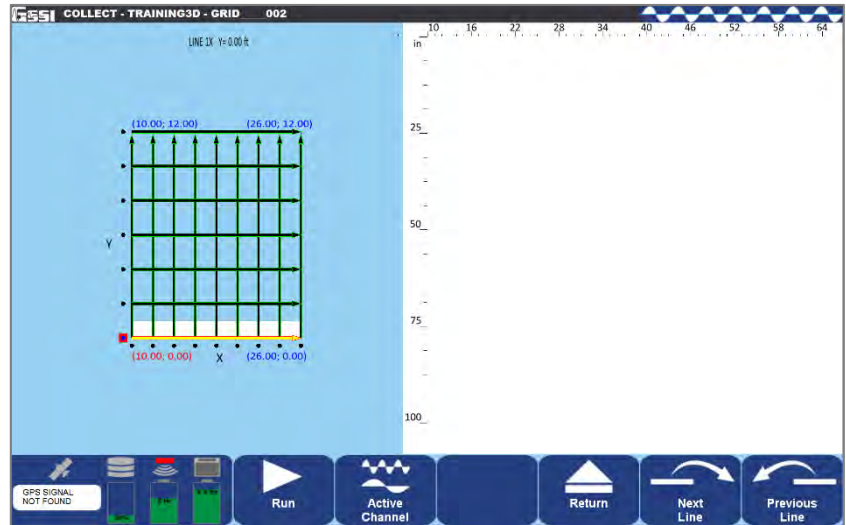 GSSI COLLECT - TRAINING3D - GRID____002
LINE 1X Y= 0.00 ft
in 10 16 22 28 34 40 46 52 58 64
(10.00; 12.00) (26.00; 12.00)
25
50
Y
75
(10.00; 0.00) X (26.00; 0.00)
100
GPS SIGNAL
NOT FOUND
Run
Active
Channel
Return
Next
Line
Previous
Line